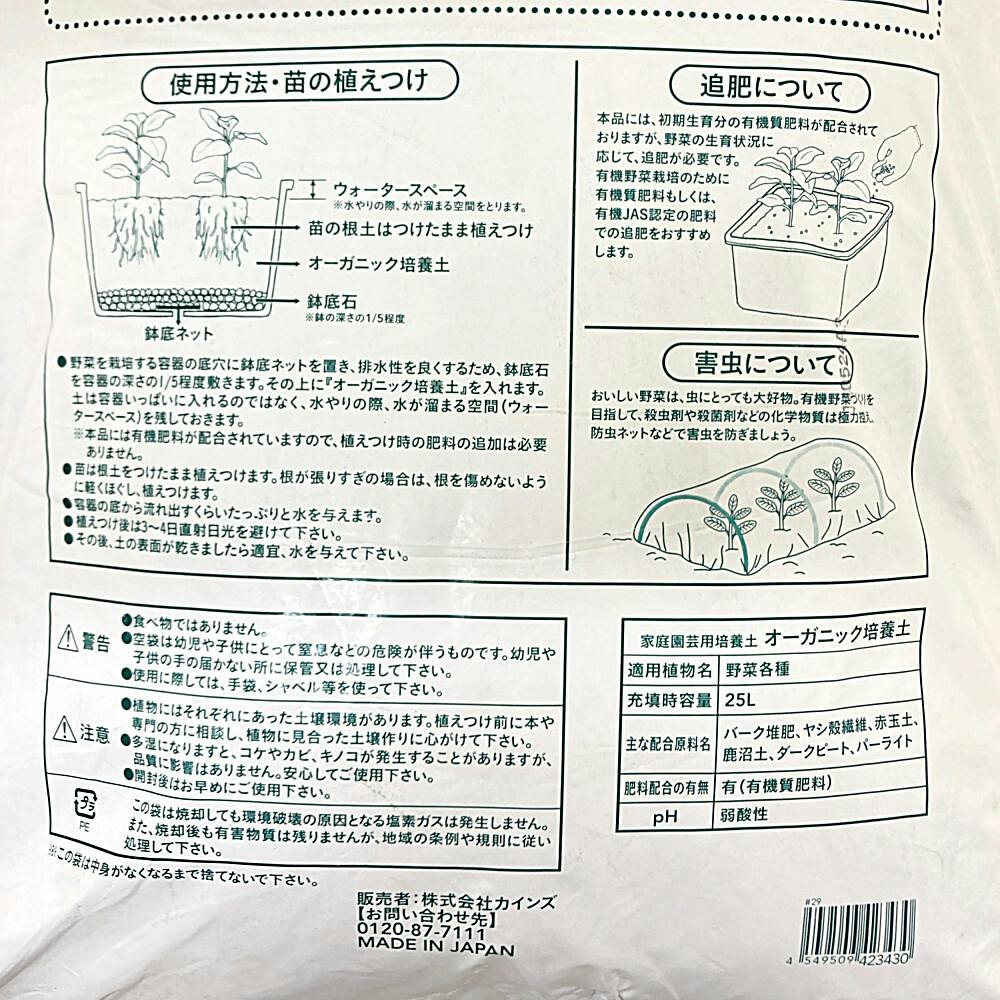 使用方法・苗の植えつけ
ウォータースペース
※水やりの際、水が溜まる空間をとります。
苗の根土はつけたまま植えつけ
オーガニック培養土
鉢底石
※鉢の深さの1/5程度
鉢底ネット
●野菜を栽培する容器の底穴に鉢底ネットを置き、排水性を良くするため、鉢底石
を容器の深さの1/5程度敷きます。その上に『オーガニック培養土』を入れます。
土は容器いっぱいに入れるのではなく、水やりの際、水が溜まる空間(ウォー
タースペース)を残しておきます。
※本品には有機肥料が配合されていますので、植えつけ時の肥料の追加は必要
ありません。
●苗は根土をつけたまま植えつけます。根が張りすぎの場合は、根を傷めないよう
に軽くほぐし、植えつけます。
●容器の底から流れ出すくらいたっぷりと水を与えます。
●植えつけ後は3〜4日直射日光を避けて下さい。
●その後、土の表面が乾きましたら適宜、水を与えて下さい。
追肥について
本品には、初期生育分の有機質肥料が配合されて
おりますが、野菜の生育状況に
応じて、追肥が必要です。
有機野菜栽培のために
有機質肥料もしくは、
有機JAS認定の肥料
での追肥をおすすめ
します。
害虫について
おいしい野菜は、虫にとっても大好物。有機野菜づくりを
目指して、殺虫剤や殺菌剤などの化学物質は極力控え、
防虫ネットなどで害虫を防ぎましょう。
警告
●食べ物ではありません。
●空袋は幼児や子供にとって窒息などの危険が伴うものです。幼児や
子供の手の届かない所に保管又は処理して下さい。
●使用に際しては、手袋、シャベル等を使って下さい。
注意
●植物にはそれぞれにあった土壌環境があります。植えつけ前に本や
専門の方に相談し、植物に見合った土壌作りに心がけて下さい。
●多湿になりますと、コケやカビ、キノコが発生することがありますが、
品質に影響はありません。安心してご使用下さい。
●開封後はお早めにご使用下さい。
プラ
PE
この袋は焼却しても環境破壊の原因となる塩素ガスは発生しません。
また、焼却後も有害物質は残りませんが、地域の条例や規則に従い
処理して下さい。
※この袋は中身がなくなるまで捨てないで下さい。
家庭園芸用培養土 オーガニック培養土
適用植物名 野菜各種
充填時容量 25L
主な配合原料名 バーク堆肥、ヤシ殻繊維、赤玉土、
鹿沼土、ダークピート、パーライト
肥料配合の有無 有(有機質肥料)
pH 弱酸性
販売者:株式会社カインズ
【お問い合わせ先】
0120-87-7111
MADE IN JAPAN
#29
4 549509 423430